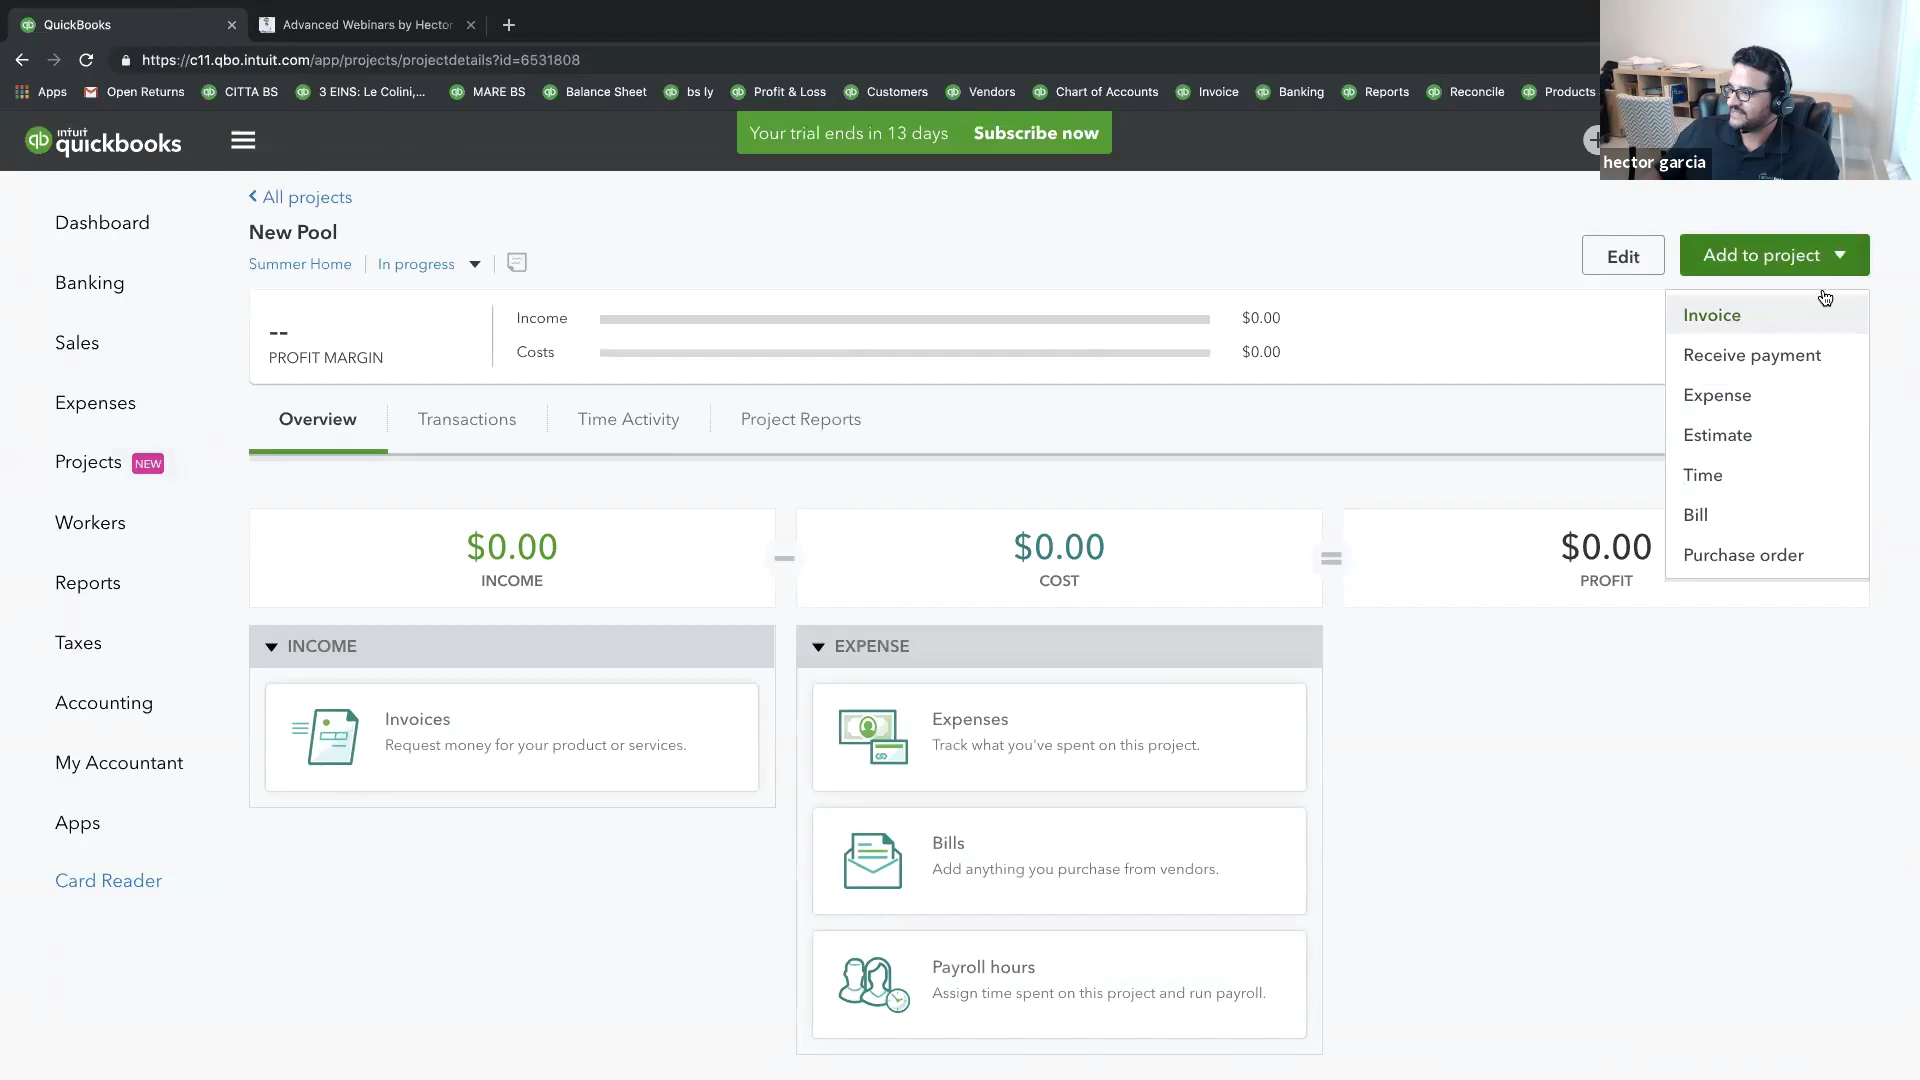 QuickBooks
Advanced Webinars by Hector
https://c11.qbo.intuit.com/app/projects/projectdetails?id=6531808
Apps
Open Returns
CITTA BS
3 EINS: Le Colini,...
MARE BS
Balance Sheet
bs ly
Profit & Loss
Customers
Vendors
Chart of Accounts
Invoice
Banking
Reports
Reconcile
Products
hector garcia
qb intuit quickbooks
Your trial ends in 13 days Subscribe now
Dashboard
Banking
Sales
Expenses
Projects NEW
Workers
Reports
Taxes
Accounting
My Accountant
Apps
Card Reader
All projects
New Pool
Summer Home
In progress
Edit
Add to project
Invoice
Receive payment
Expense
Estimate
Time
Bill
Purchase order
--
PROFIT MARGIN
Income $0.00
Costs $0.00
Overview
Transactions
Time Activity
Project Reports
$0.00
INCOME
$0.00
COST
$0.00
PROFIT
INCOME
Invoices
Request money for your product or services.
EXPENSE
Expenses
Track what you've spent on this project.
Bills
Add anything you purchase from vendors.
Payroll hours
Assign time spent on this project and run payroll.